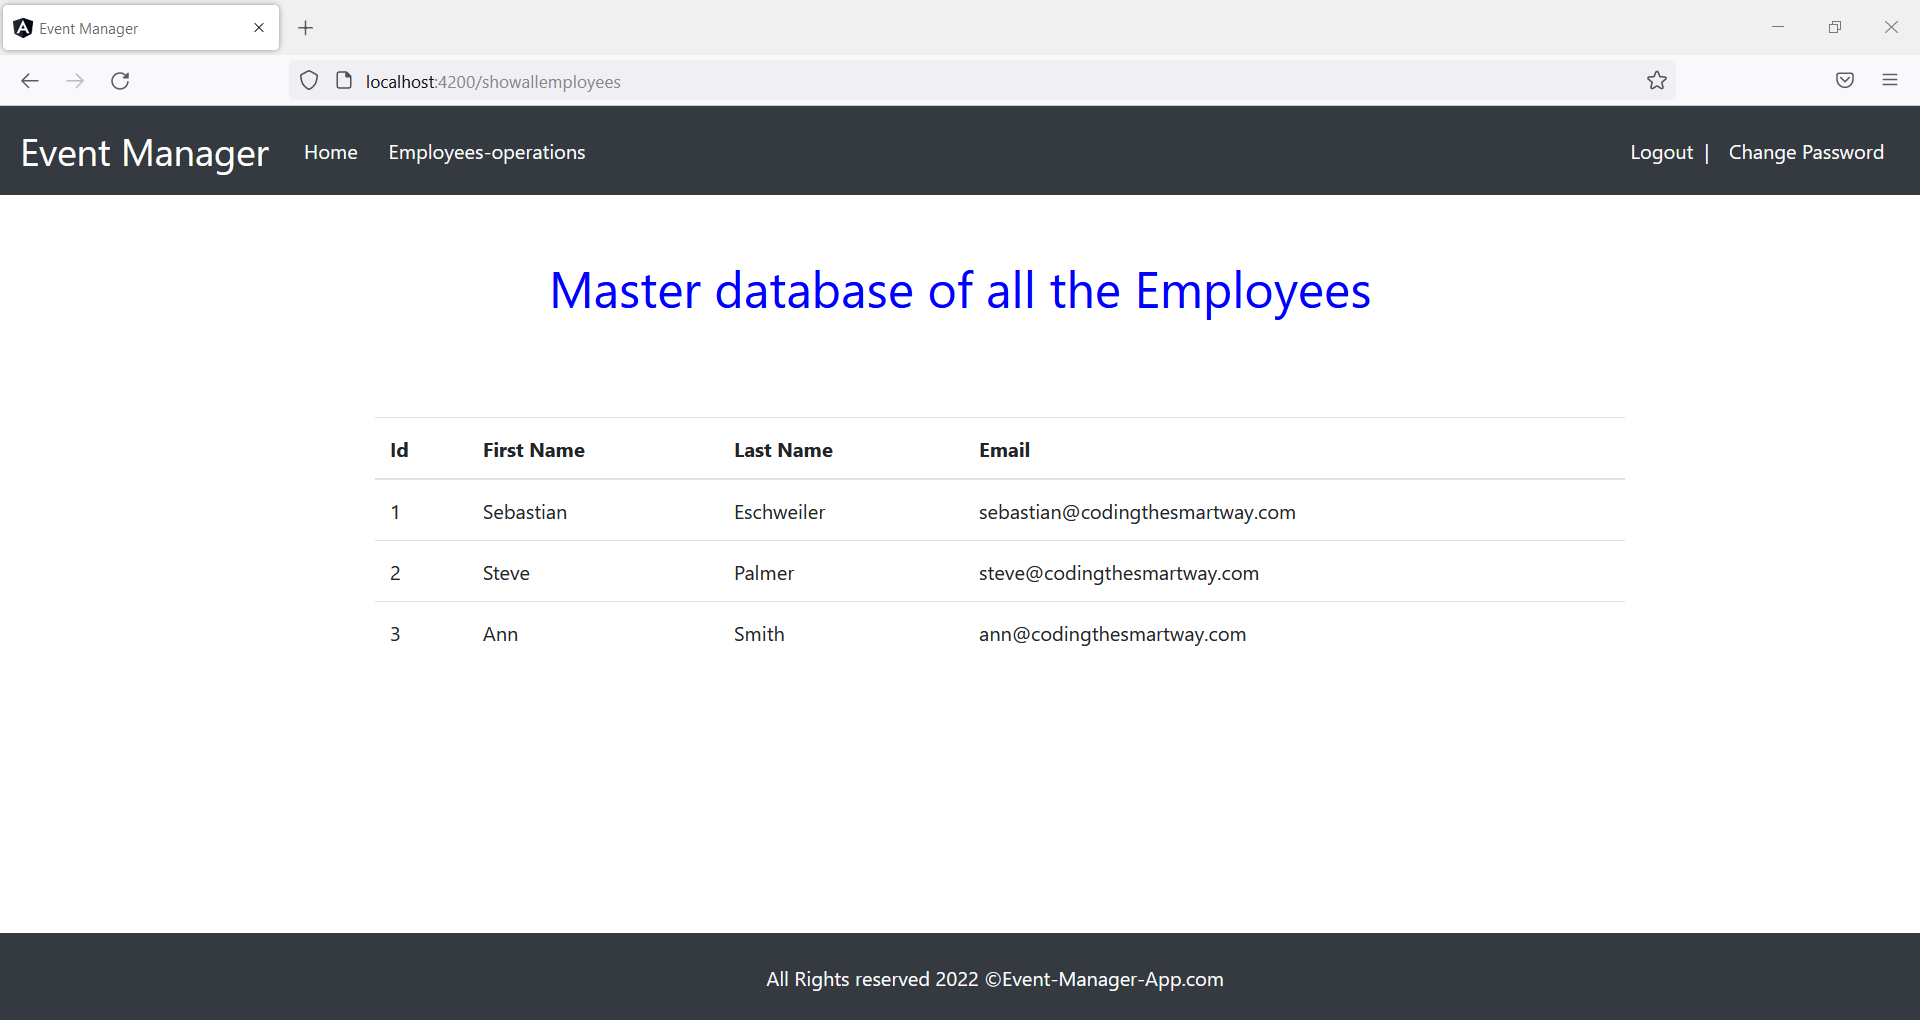 Event Manager
localhost:4200/showallemployees
Event Manager Home Employees-operations Logout | Change Password
Master database of all the Employees
Id First Name Last Name Email
1 Sebastian Eschweiler sebastian@codingthesmartway.com
2 Steve Palmer steve@codingthesmartway.com
3 Ann Smith ann@codingthesmartway.com
All Rights reserved 2022 ©Event-Manager-App.com